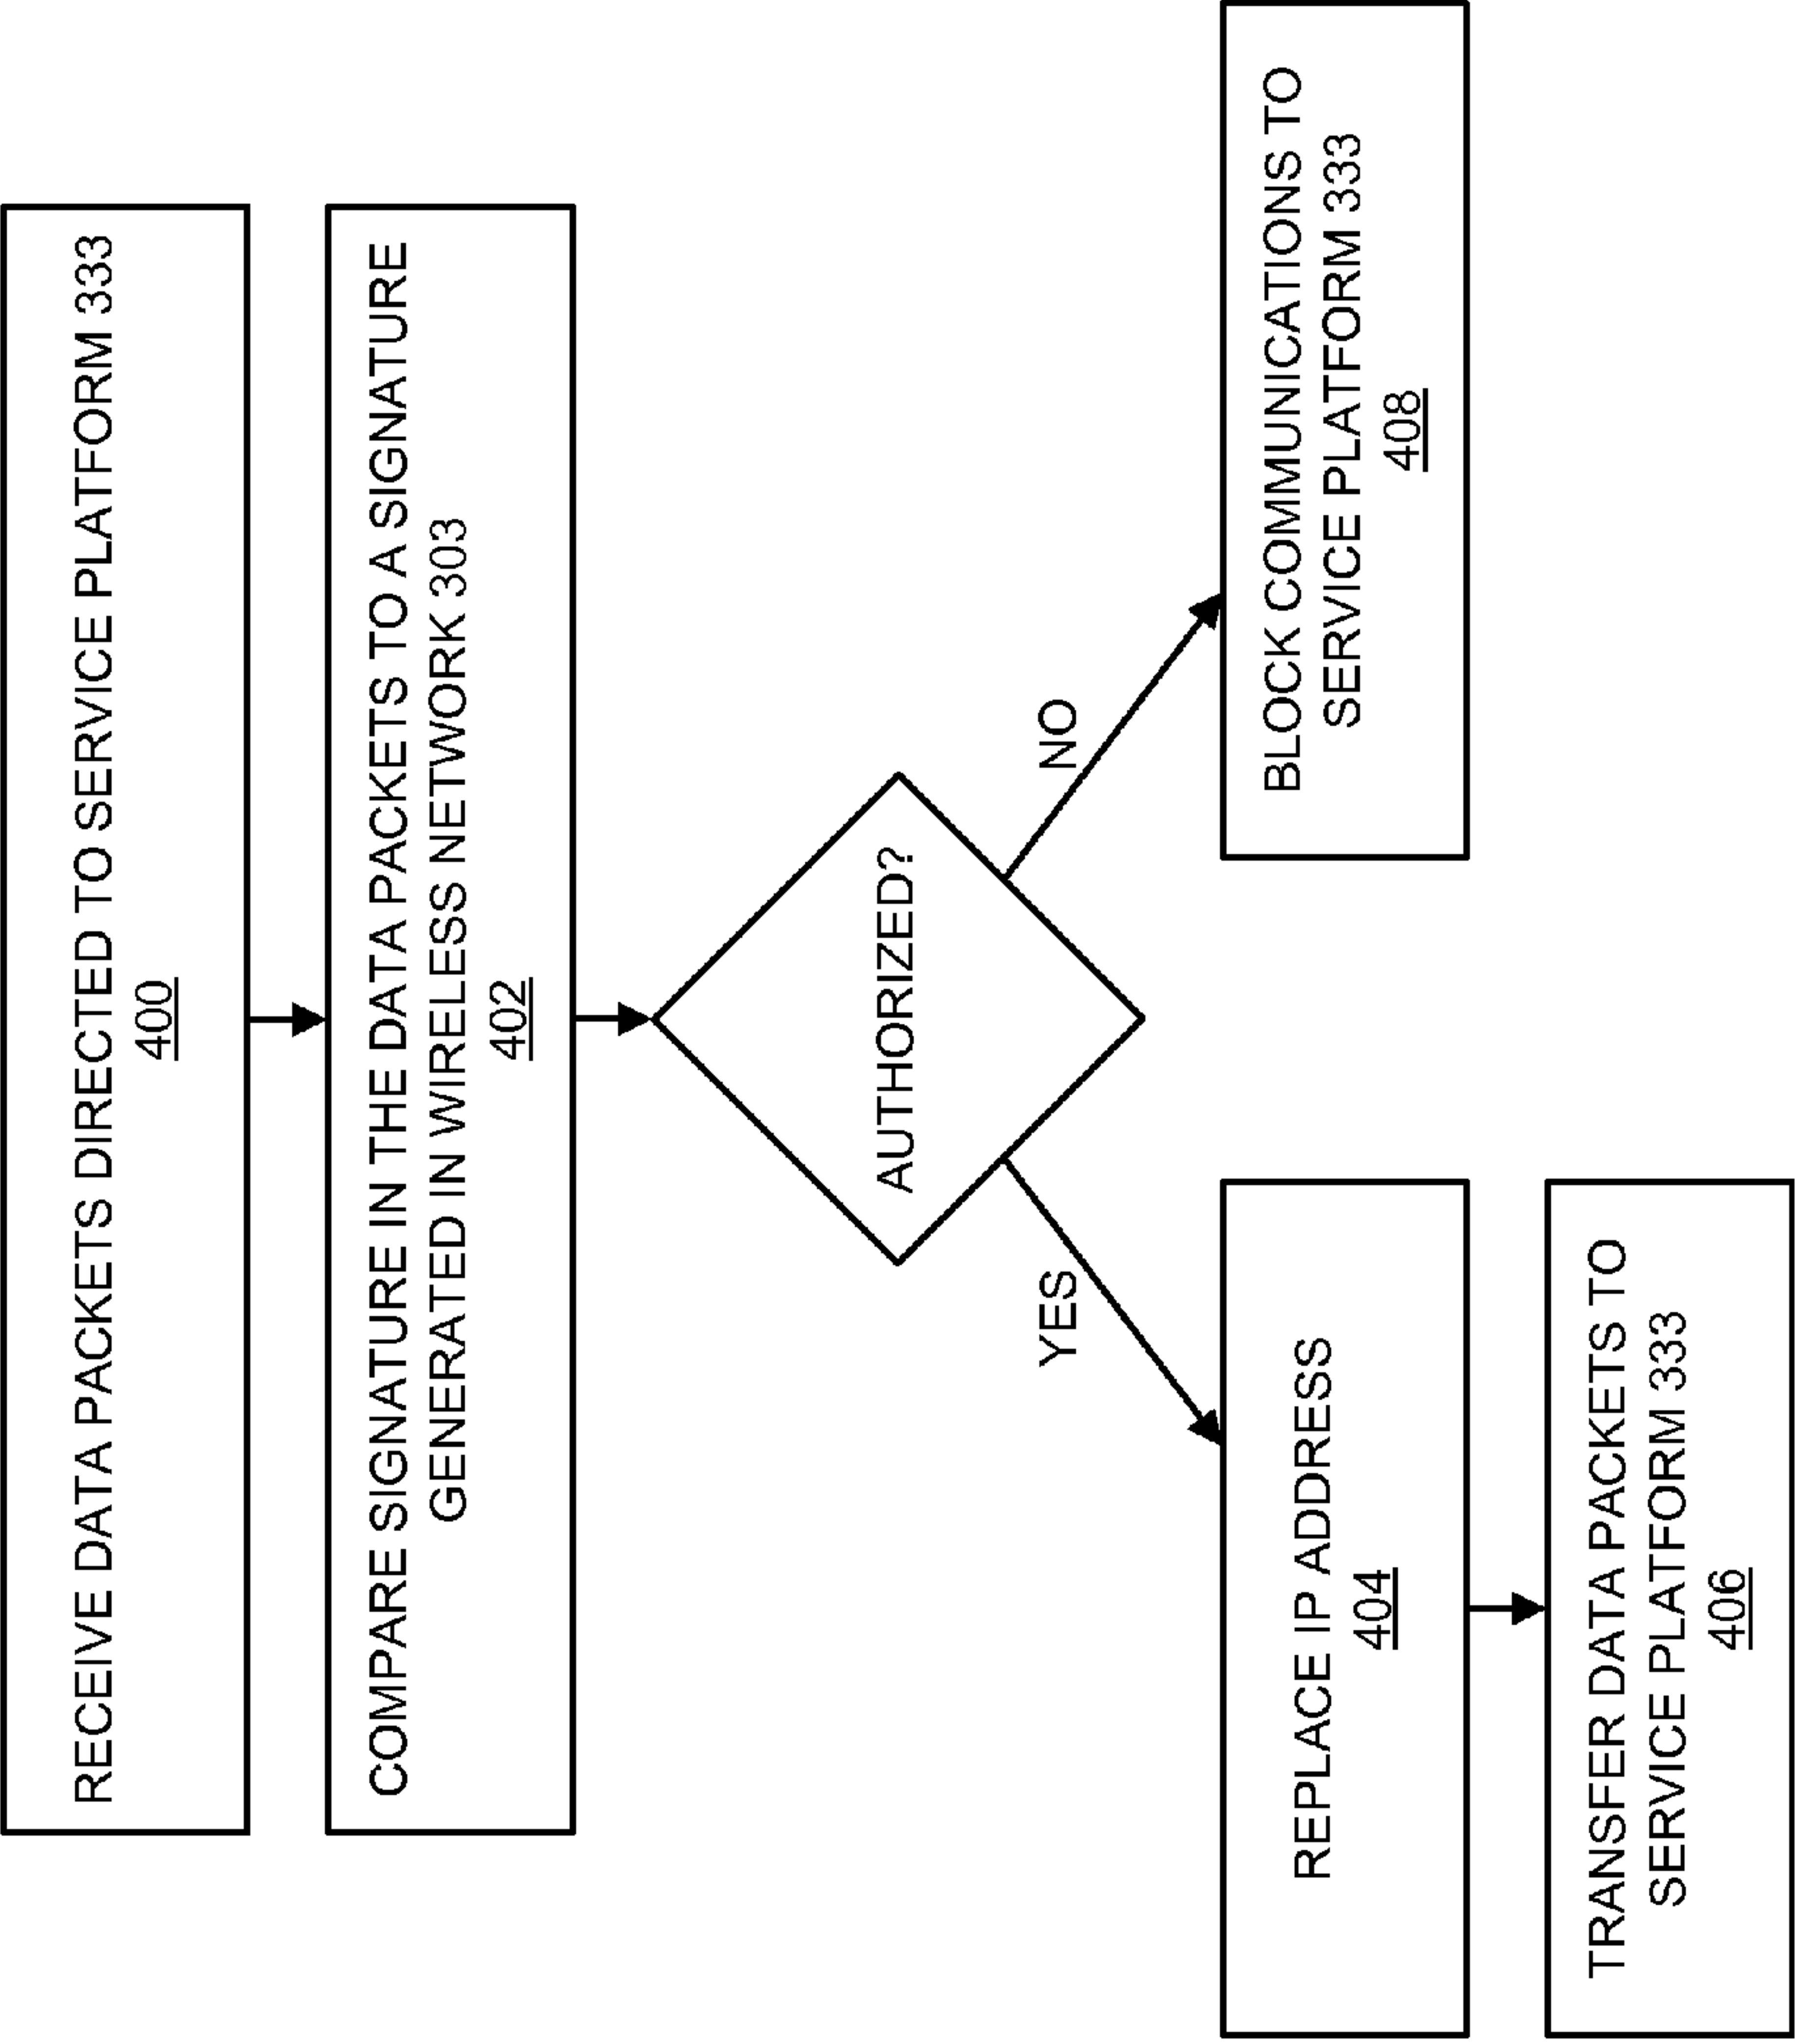 RECEIVE DATA PACKETS DIRECTED TO SERVICE PLATFORM 333
400
COMPARE SIGNATURE IN THE DATA PACKETS TO A SIGNATURE
GENERATED IN WIRELESS NETWORK 303
402
AUTHORIZED?
YES
NO
REPLACE IP ADDRESS
404
TRANSFER DATA PACKETS TO
SERVICE PLATFORM 333
406
BLOCK COMMUNICATIONS TO
SERVICE PLATFORM 333
408